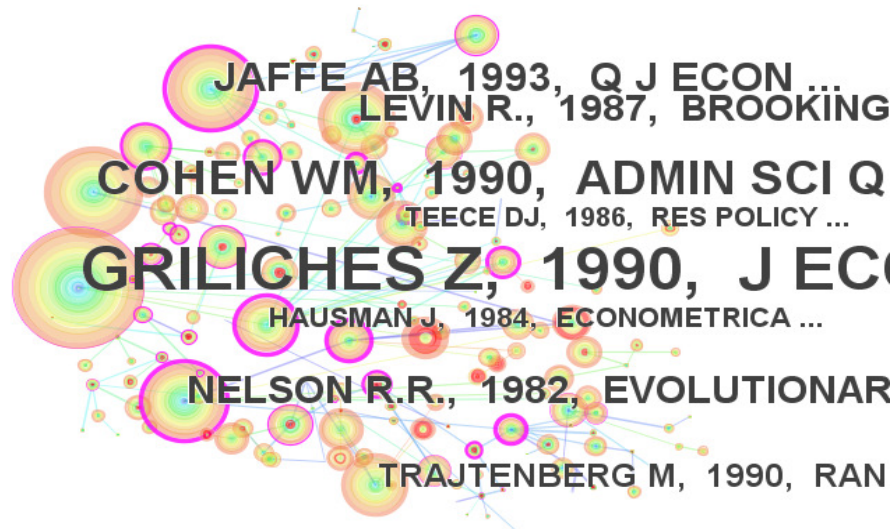 JAFFE AB, 1993, Q J ECON ...
LEVIN R., 1987, BROOKING
COHEN WM, 1990, ADMIN SCI Q
TEECE DJ, 1986, RES POLICY ...
GRILICHES Z, 1990, J ECO
HAUSMAN J, 1984, ECONOMETRICA ...
NELSON R.R., 1982, EVOLUTIONAR
TRAJTENBERG M, 1990, RAN